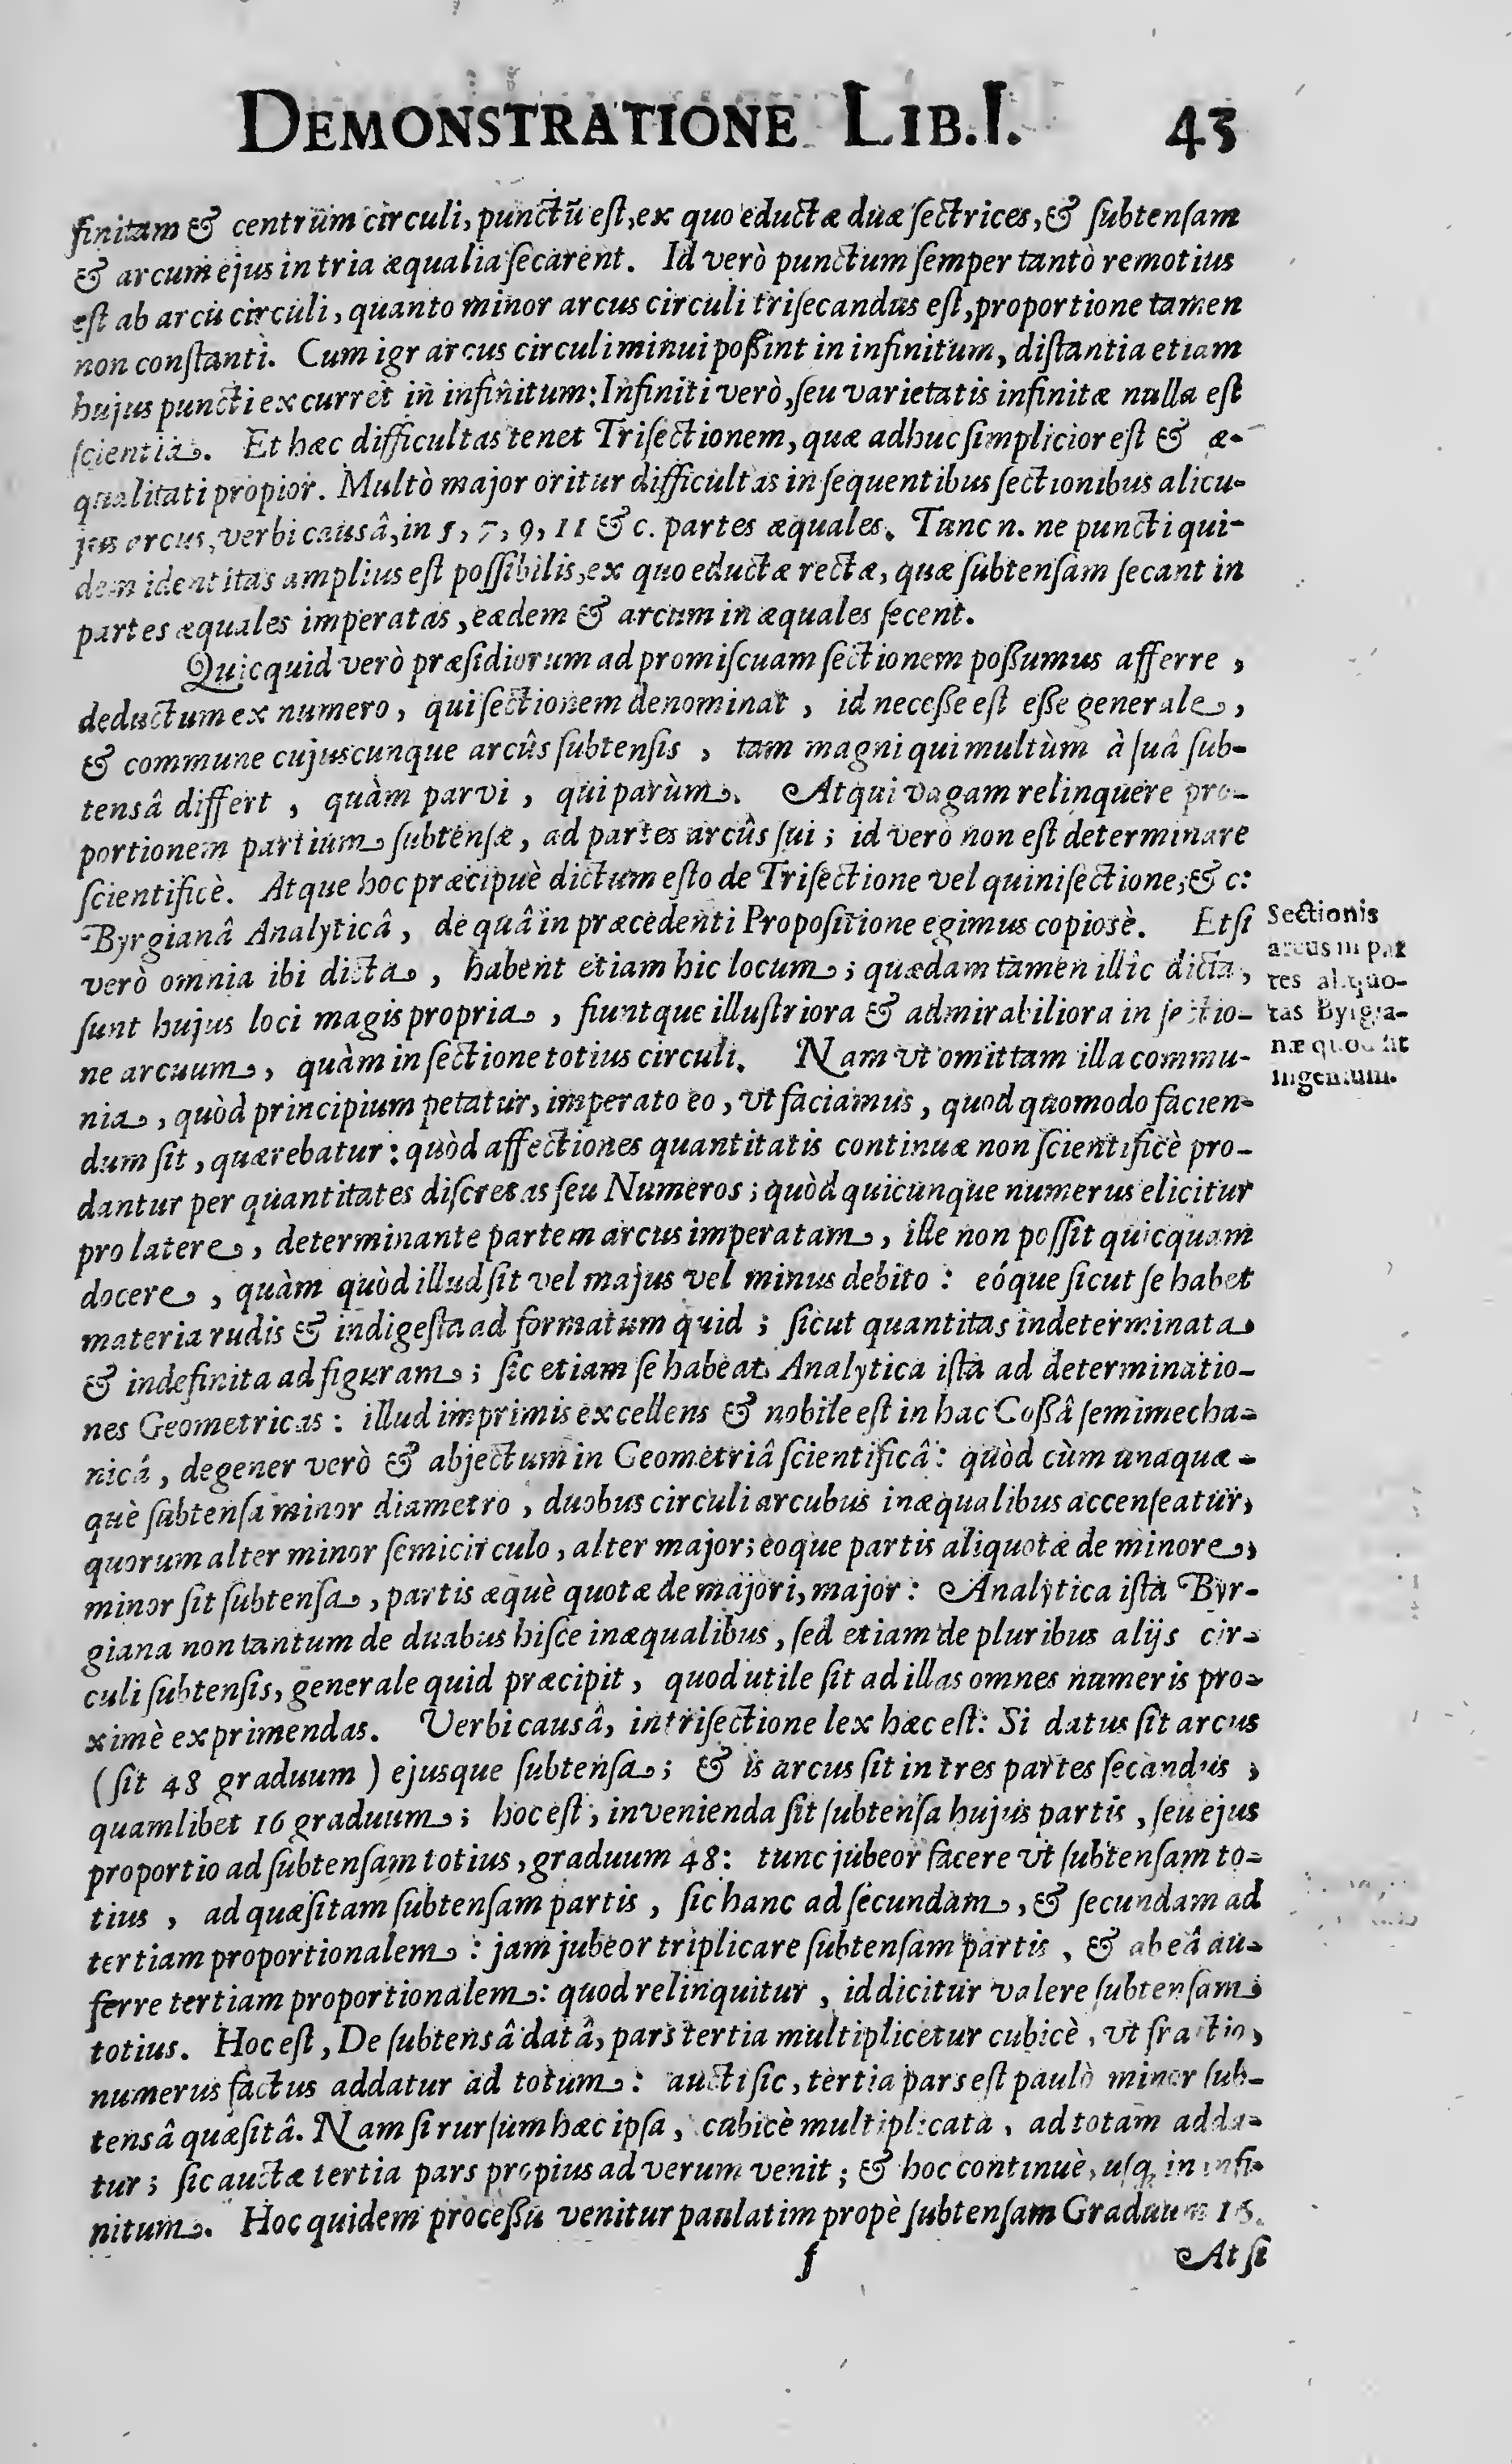 DEMONSTRATIONE LIB. I. 43
finitam & centrum circuli, punctũ est, ex quo eductæ duæ sectrices, & subtensam
& arcum ejus in tria æqualia secarent. Id verò punctum semper tantò remotius
est ab arcu circuli, quanto minor arcus circuli trisecandus est, proportione tamen
non constanti. Cum igr arcus circuli minui possint in infinitum, distantia etiam
hujus puncti excurret in infinitum: Infiniti verò, seu varietatis infinitæ nulla est
scientia. Et hæc difficultas tenet Trisectionem, quæ adhuc simplicior est & æ-
qualitati propior. Multò major oritur difficultas in sequentibus sectionibus alicu-
jus arcus, verbi causâ, in 5, 7, 9, 11 & c. partes æquales. Tunc n. ne puncti qui-
dem identitas amplius est possibilis, ex quo eductæ rectæ, quæ subtensam secant in
partes æquales imperatas, eædem & arcum in æquales secent.
Quicquid verò præsidiorum ad promiscuam sectionem possumus afferre,
deductum ex numero, qui sectionem denominat, id necesse est esse generale,
& commune cujuscunque arcûs subtensis, tam magni qui multùm à suâ sub-
tensâ differt, quàm parvi, qui parùm. Atqui vagam relinquere pro-
portionem partium subtensæ, ad partes arcûs sui; id verò non est determinare
scientificè. Atque hoc præcipuè dictum esto de Trisectione vel quinisectione, & c:
Byrgianâ Analyticâ, de quâ in præcedenti Propositione egimus copiosè. Etsi
verò omnia ibi dicta, habent etiam hic locum; quædam tamen illîc dicta,
sunt hujus loci magis propria, fiuntque illustriora & admirabiliora in sectio-
ne arcuum, quàm in sectione totius circuli. Nam ut omittam illa commu-
nia, quòd principium petatur, imperato eo, ut faciamus, quod quomodo facien-
dum sit, quærebatur: quòd affectiones quantitatis continuæ non scientificè pro-
dantur per quantitates discretas seu Numeros; quòd quicunque numerus elicitur
pro latere, determinante partem arcus imperatam, ille non possit quicquam
docere, quàm quòd illud sit vel majus vel minus debito: eóque sicut se habet
materia rudis & indigesta ad formatum quid; sicut quantitas indeterminata
& indefinita ad figuram; sic etiam se habeat Analytica ista ad determinatio-
nes Geometricas: illud imprimis excellens & nobile est in hac Cossâ semimecha-
nicâ, degener verò & abjectum in Geometriâ scientificâ: quòd cùm unaquæ-
què subtensa minor diametro, duobus circuli arcubus inæqualibus accenseatur,
quorum alter minor semicirculo, alter major; eoque partis aliquotæ de minore,
minor sit subtensa, partis æquè quotæ de majori, major: Analytica ista Byr-
giana non tantum de duabus hisce inæqualibus, sed etiam de pluribus alijs cir-
culi subtensis, generale quid præcipit, quod utile sit ad illas omnes numeris pro-
ximè exprimendas. Verbi causâ, in trisectione lex hæc est: Si datus sit arcus
(sit 48 graduum) ejusque subtensa; & is arcus sit in tres partes secandus,
quamlibet 16 graduum; hoc est, invenienda sit subtensa hujus partis, seu ejus
proportio ad subtensam totius, graduum 48: tunc jubeor facere ut subtensam to-
tius, ad quæsitam subtensam partis, sic hanc ad secundam, & secundam ad
tertiam proportionalem: jam jubeor triplicare subtensam partis, & ab eâ au-
ferre tertiam proportionalem: quod relinquitur, id dicitur valere subtensam
totius. Hoc est, De subtensâ datâ, pars tertia multiplicetur cubicè, ut fractio,
numerus factus addatur ad totum: aucti sic, tertia pars est paulò minor sub-
tensâ quæsitâ. Nam si rursum hæc ipsa, cubicè multiplicata, ad totam adda-
tur; sic auctæ tertia pars propius ad verum venit; & hoc continuè, usq; in infi-
nitum. Hoc quidem processu venitur paulatim propè subtensam Graduum 16.
f At si
Sectionis
arcus in par
tes aliquo-
tas Byrgia-
næ quod sit
ingenium.